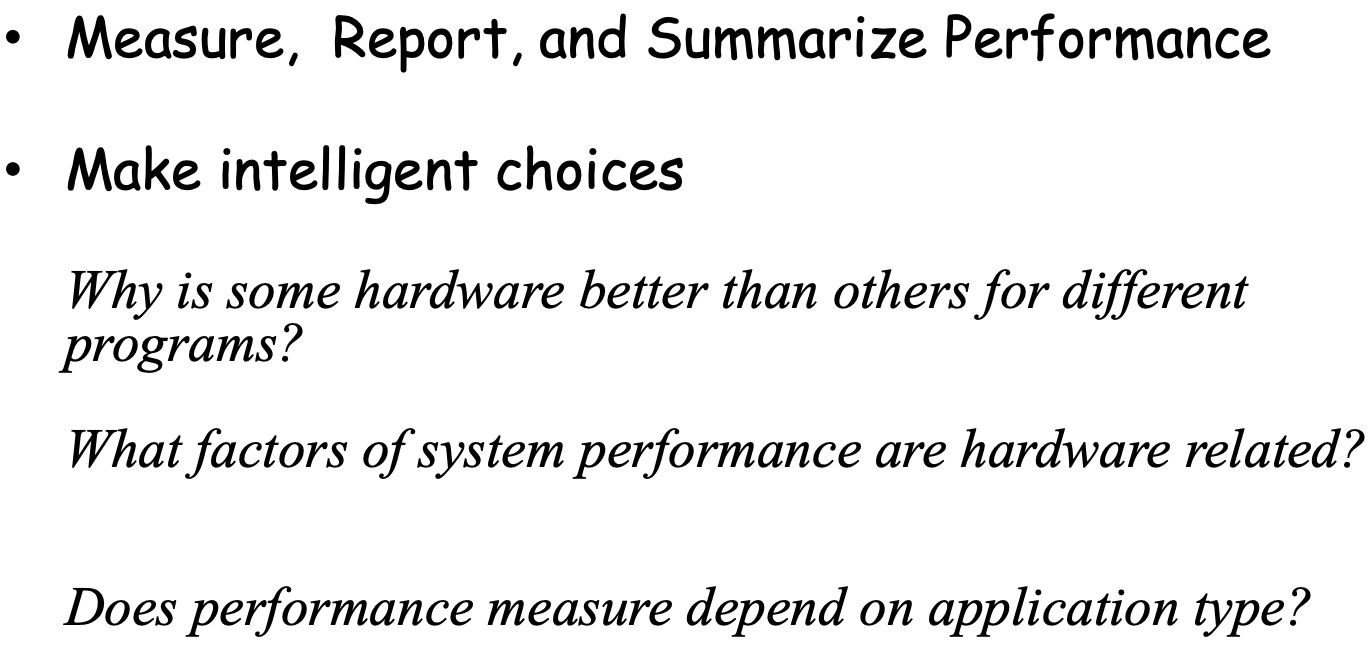 • Measure, Report, and Summarize Performance
• Make intelligent choices
Why is some hardware better than others for different
programs?
What factors of system performance are hardware related?
Does performance measure depend on application type?